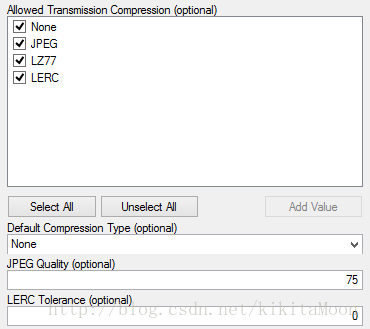 Allowed Transmission Compression (optional)
None
JPEG
LZ77
LERC
Select All
Unselect All
Add Value
Default Compression Type (optional)
None
JPEG Quality (optional)
75
LERC Tolerance (optional)
0
http://blog.csdn.net/kikitaMoon